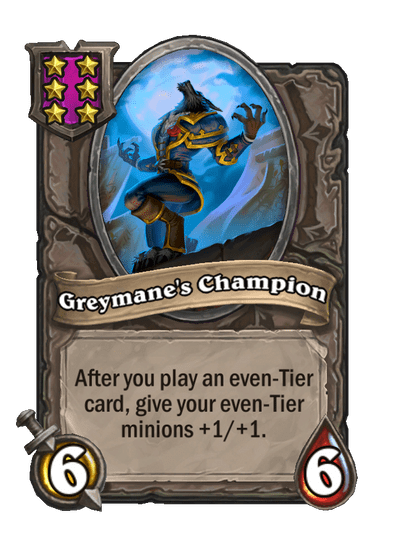 Greymane's Champion
After you play an even-Tier
card, give your even-Tier
minions +1/+1.
6
6